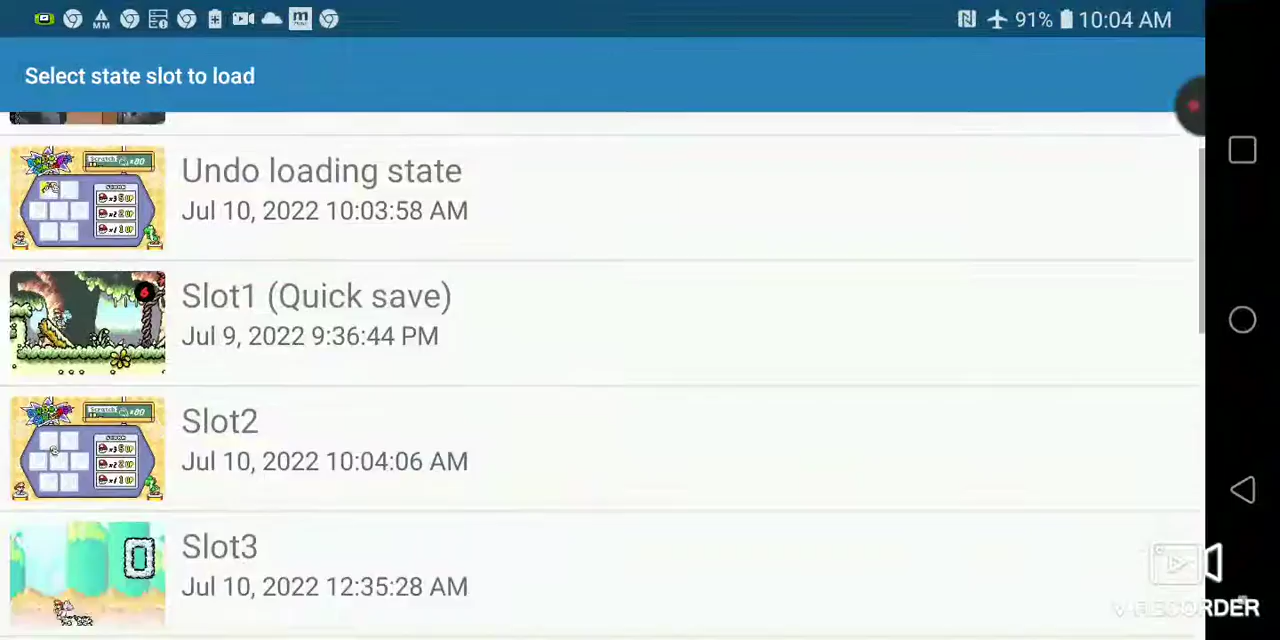 91% 10:04 AM
Select state slot to load
Undo loading state
Jul 10, 2022 10:03:58 AM
Slot1 (Quick save)
Jul 9, 2022 9:36:44 PM
Slot2
Jul 10, 2022 10:04:06 AM
Slot3
Jul 10, 2022 12:35:28 AM
V RECORDER